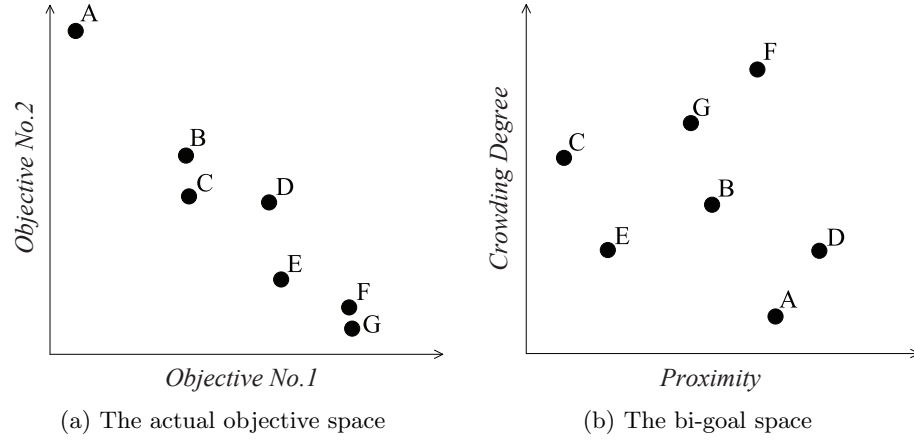 A
B
C
D
E
F
G
Objective No.2
Objective No.1
(a) The actual objective space
F
G
C
B
E
D
A
Crowding Degree
Proximity
(b) The bi-goal space